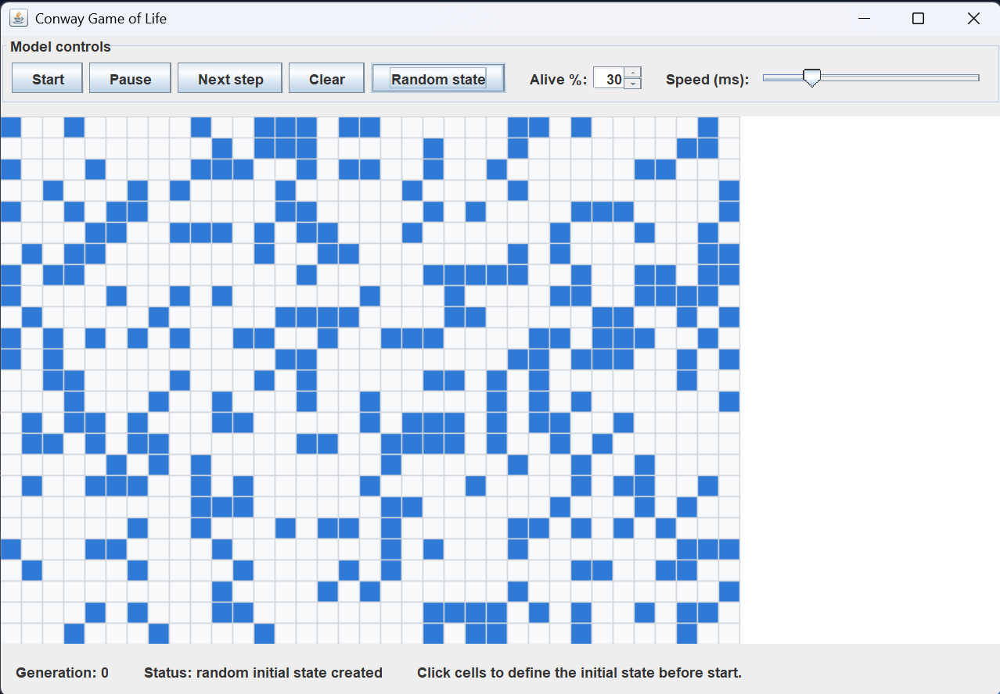 Conway Game of Life
Model controls
Start Pause Next step Clear Random state Alive %: 30 Speed (ms):
Generation: 0 Status: random initial state created Click cells to define the initial state before start.